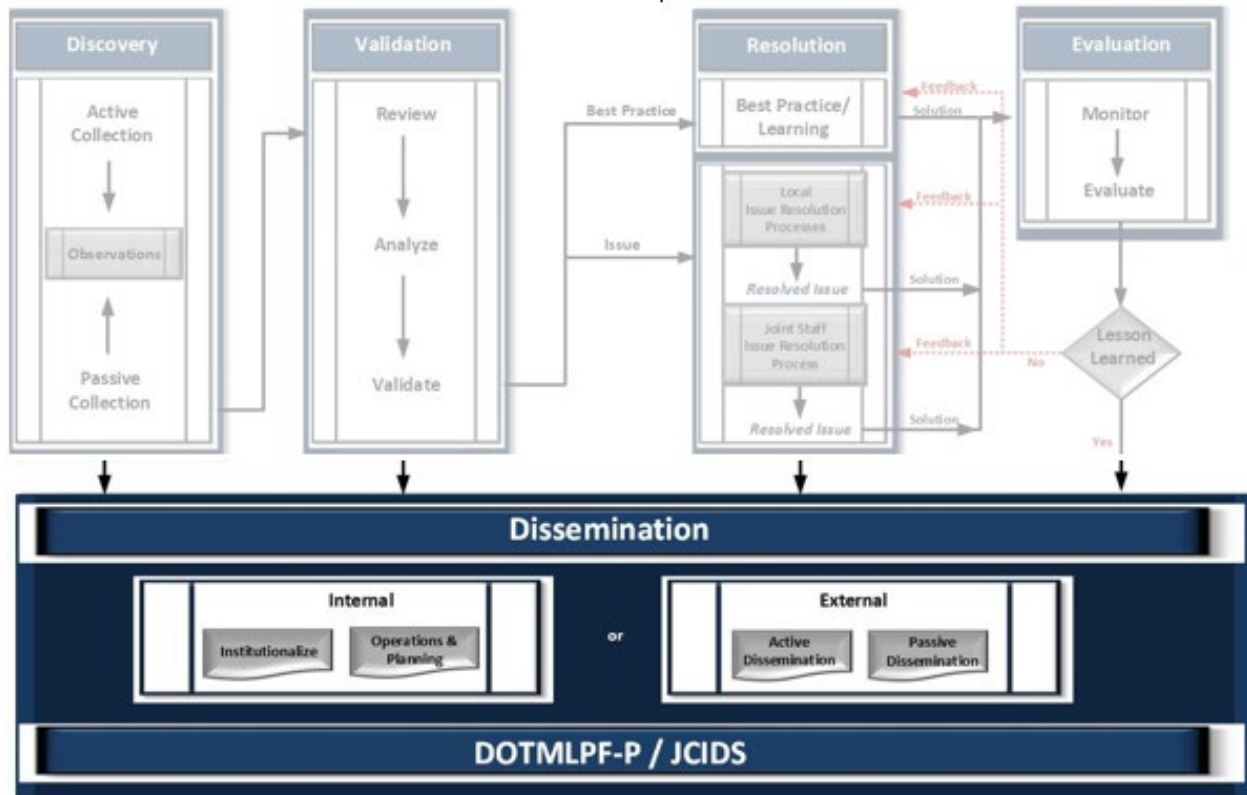 Discovery
Active
Collection
Observations
Passive
Collection
Validation
Review
Analyze
Validate
Best Practice
Issue
Resolution
Best Practice/
Learning
Local
Issue Resolution
Processes
Resolved Issue
Joint Staff
Issue Resolution
Process
Resolved Issue
Feedback
Solution
Feedback
Solution
Feedback
Solution
Evaluation
Monitor
Evaluate
Lesson
Learned
No
Yes
Dissemination
Internal
Institutionalize
Operations &
Planning
or
External
Active
Dissemination
Passive
Dissemination
DOTMLPF-P / JCIDS